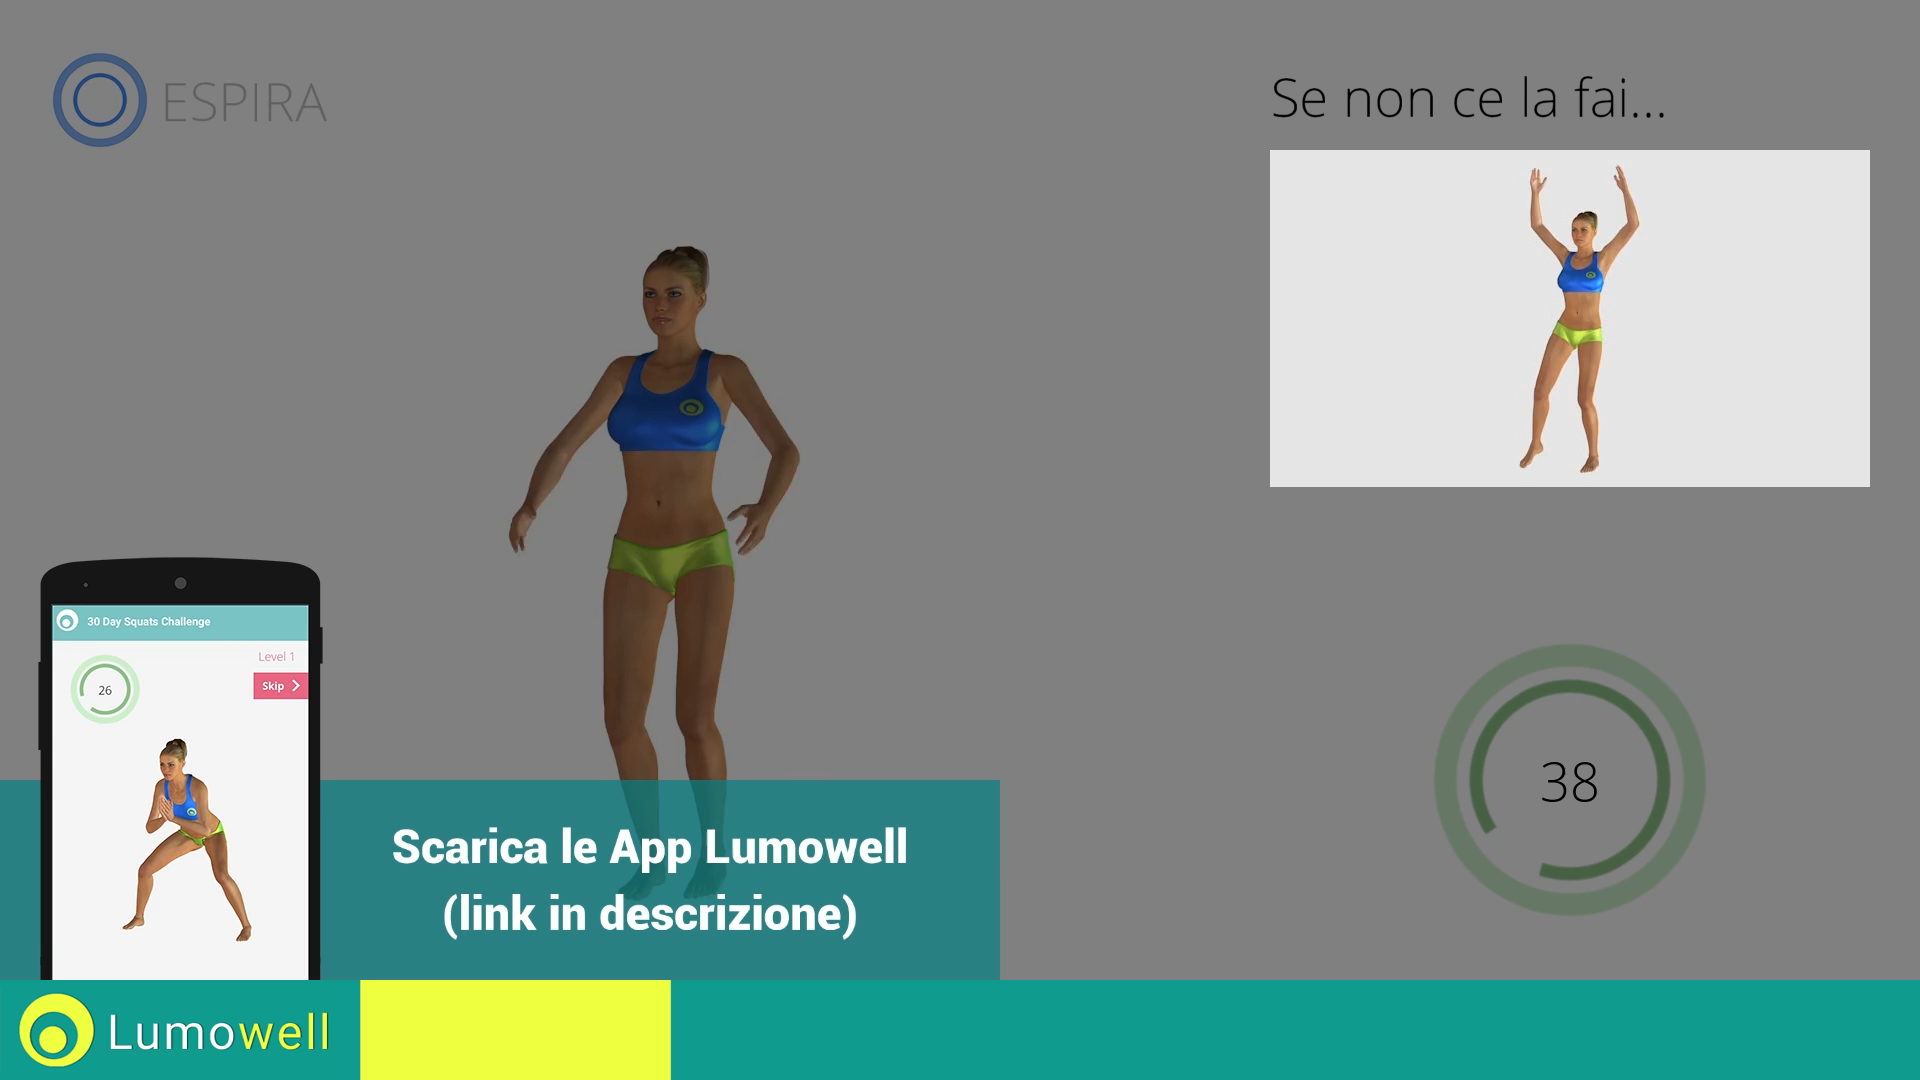 ESPIRA
Se non ce la fai...
30 Day Squats Challenge
Level 1
26
Skip
38
Scarica le App Lumowell
(link in descrizione)
Lumowell